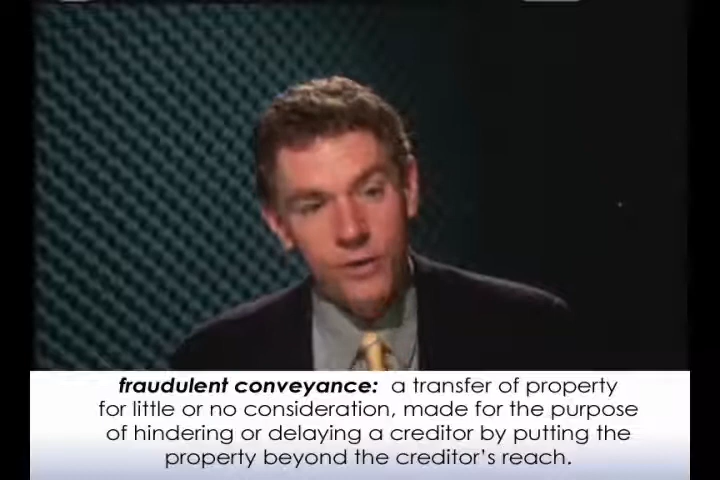 fraudulent conveyance: a transfer of property
for little or no consideration, made for the purpose
of hindering or delaying a creditor by putting the
property beyond the creditor's reach.